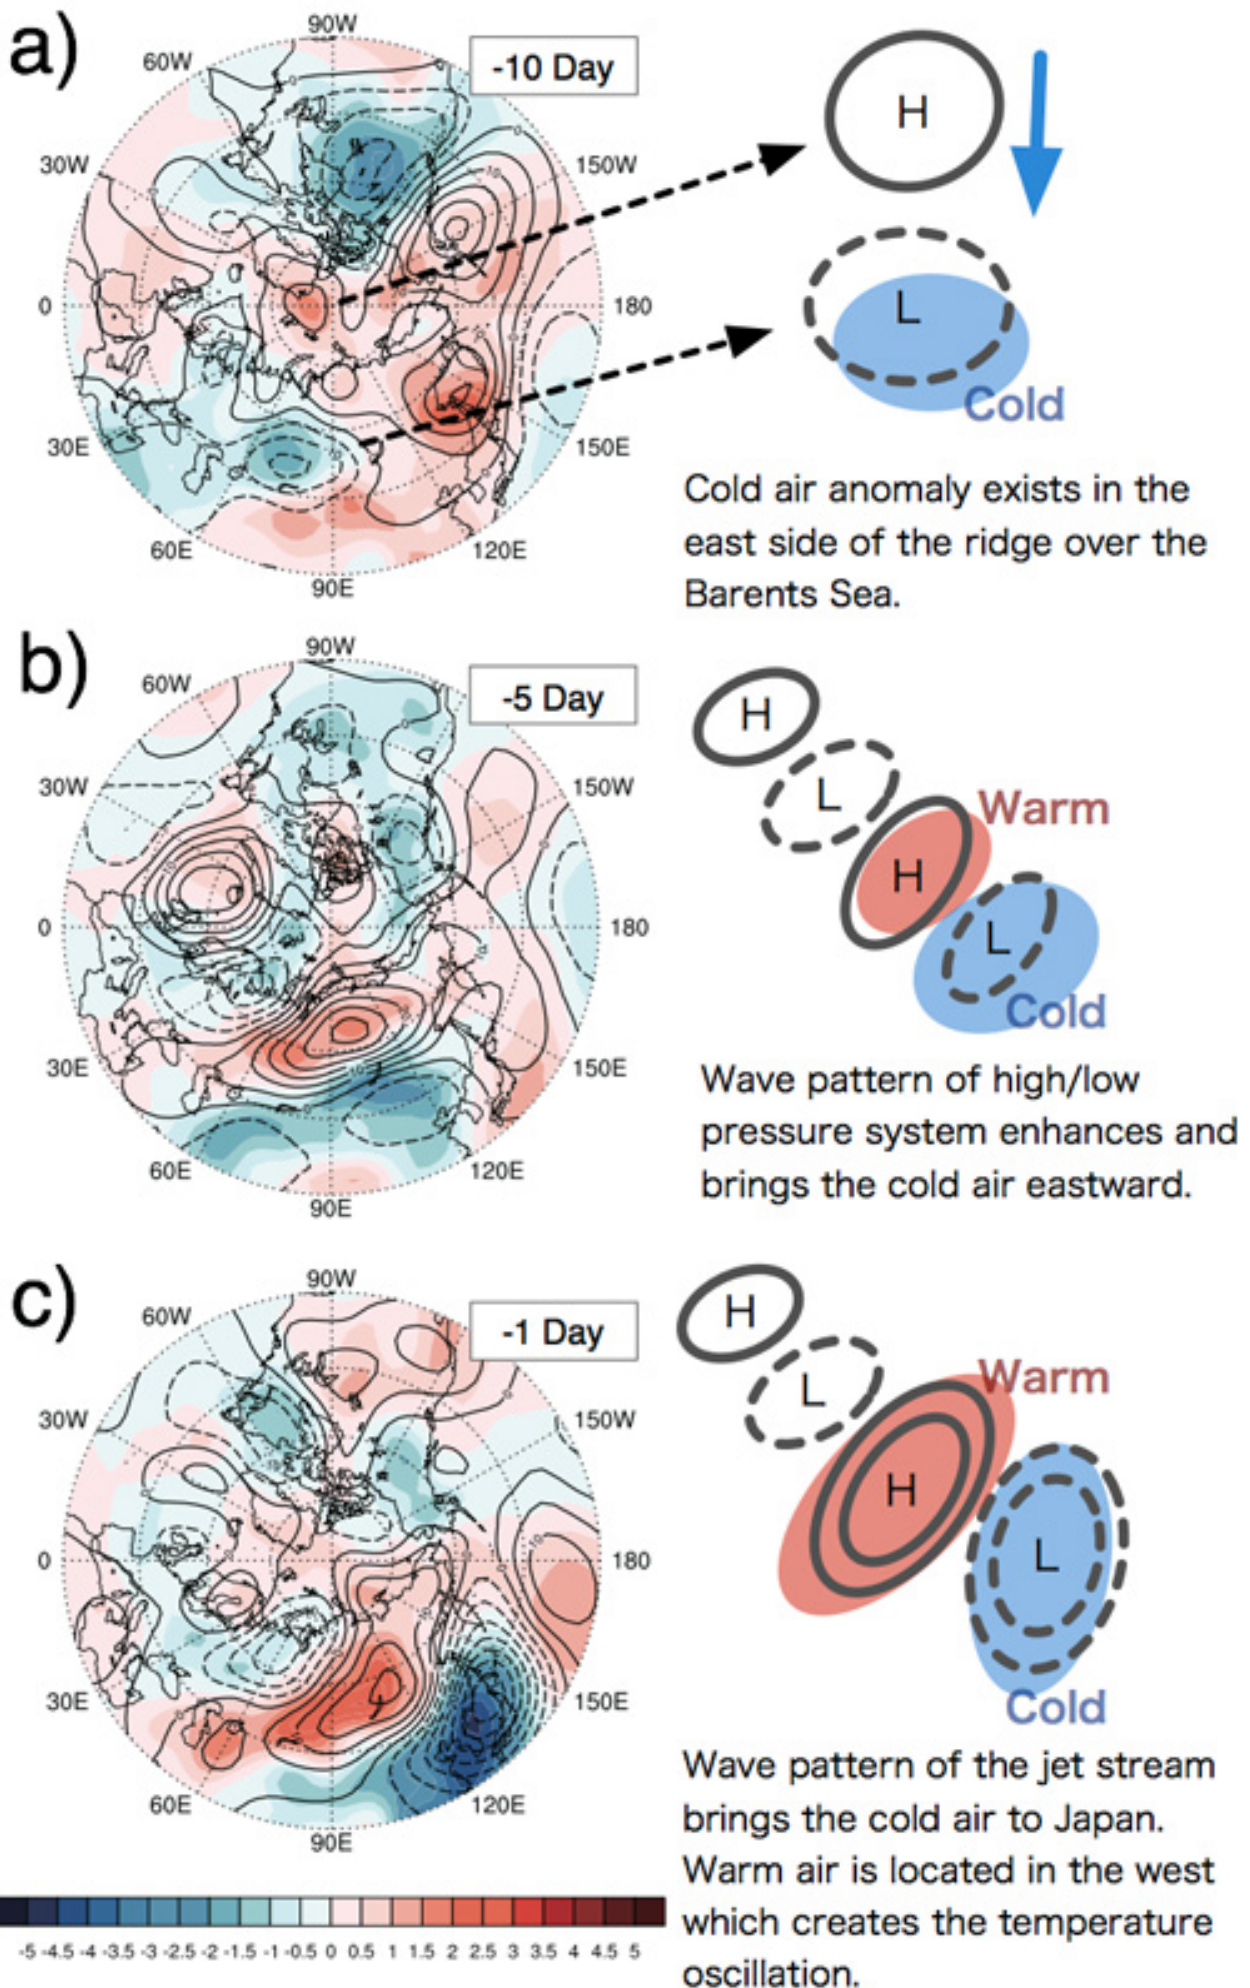 a)
90W
-10 Day
60W
30W
150W
0
180
30E
150E
60E
120E
90E
H
L
Cold
Cold air anomaly exists in the
east side of the ridge over the
Barents Sea.
b)
90W
-5 Day
60W
30W
150W
0
180
30E
150E
60E
120E
90E
H
L
Warm
H
L
Cold
Wave pattern of high/low
pressure system enhances and
brings the cold air eastward.
c)
90W
-1 Day
60W
30W
150W
0
180
30E
150E
60E
120E
90E
H
L
Warm
H
L
Cold
Wave pattern of the jet stream
brings the cold air to Japan.
Warm air is located in the west
which creates the temperature
oscillation.
-5 -4.5 -4 -3.5 -3 -2.5 -2 -1.5 -1 -0.5 0 0.5 1 1.5 2 2.5 3 3.5 4 4.5 5